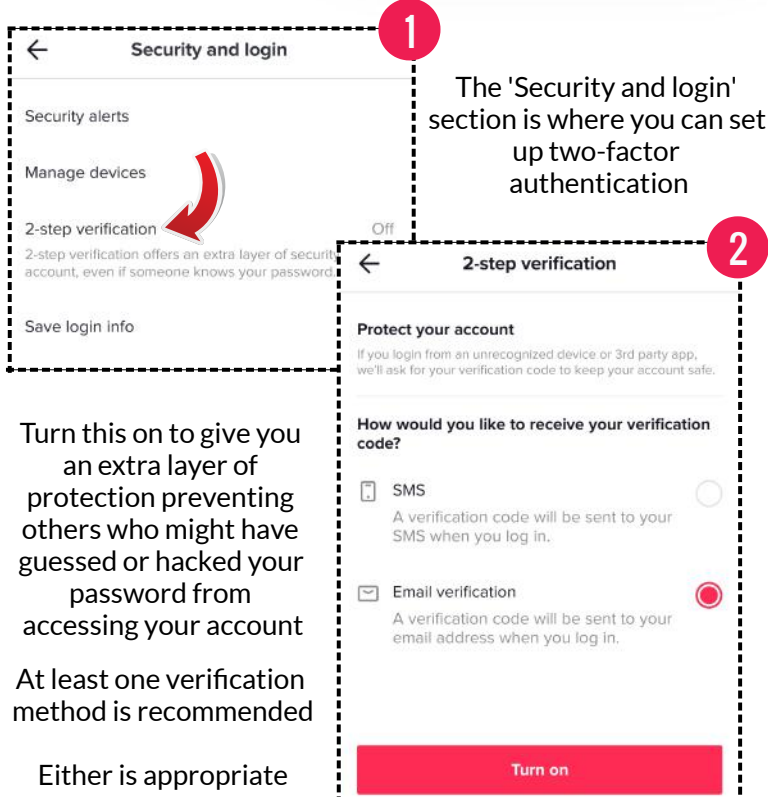 1
Security and login
Security alerts
Manage devices
2-step verification
Off
2-step verification offers an extra layer of security
account, even if someone knows your password.
Save login info
The 'Security and login'
section is where you can set
up two-factor
authentication
2
2-step verification
Protect your account
If you login from an unrecognized device or 3rd party app,
we'll ask for your verification code to keep your account safe.
How would you like to receive your verification
code?
SMS
A verification code will be sent to your
SMS when you log in.
Email verification
A verification code will be sent to your
email address when you log in.
Turn on
Turn this on to give you
an extra layer of
protection preventing
others who might have
guessed or hacked your
password from
accessing your account
At least one verification
method is recommended
Either is appropriate